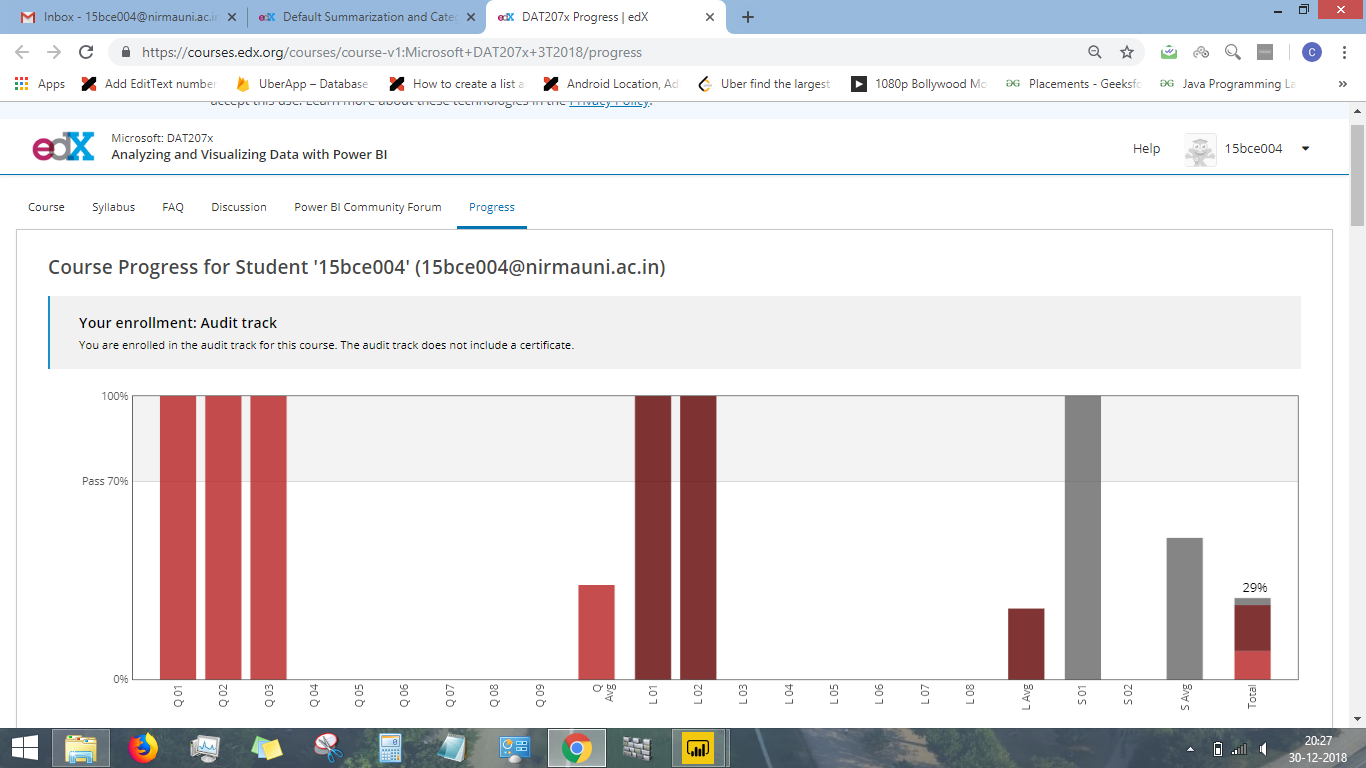 Inbox - 15bce004@nirmauni.ac.in
edX Default Summarization and Cate
edX DAT207x Progress | edX
https://courses.edx.org/courses/course-v1:Microsoft+DAT207x+3T2018/progress
C
Apps
Add EditText number
UberApp – Database
How to create a list a
Android Location, Ad
Uber find the largest
1080p Bollywood Mo
Placements - Geeksfo
Java Programming La
»
accept this use. Learn more about these technologies in the Privacy Policy.
edX
Microsoft: DAT207x
Analyzing and Visualizing Data with Power BI
Help
15bce004
Course
Syllabus
FAQ
Discussion
Power BI Community Forum
Progress
Course Progress for Student '15bce004' (15bce004@nirmauni.ac.in)
Your enrollment: Audit track
You are enrolled in the audit track for this course. The audit track does not include a certificate.
100%
Pass 70%
0%
29%
Q 01
Q 02
Q 03
Q 04
Q 05
Q 06
Q 07
Q 08
Q 09
Q Avg
L 01
L 02
L 03
L 04
L 05
L 06
L 07
L 08
L Avg
S 01
S 02
S Avg
Total
20:27
30-12-2018